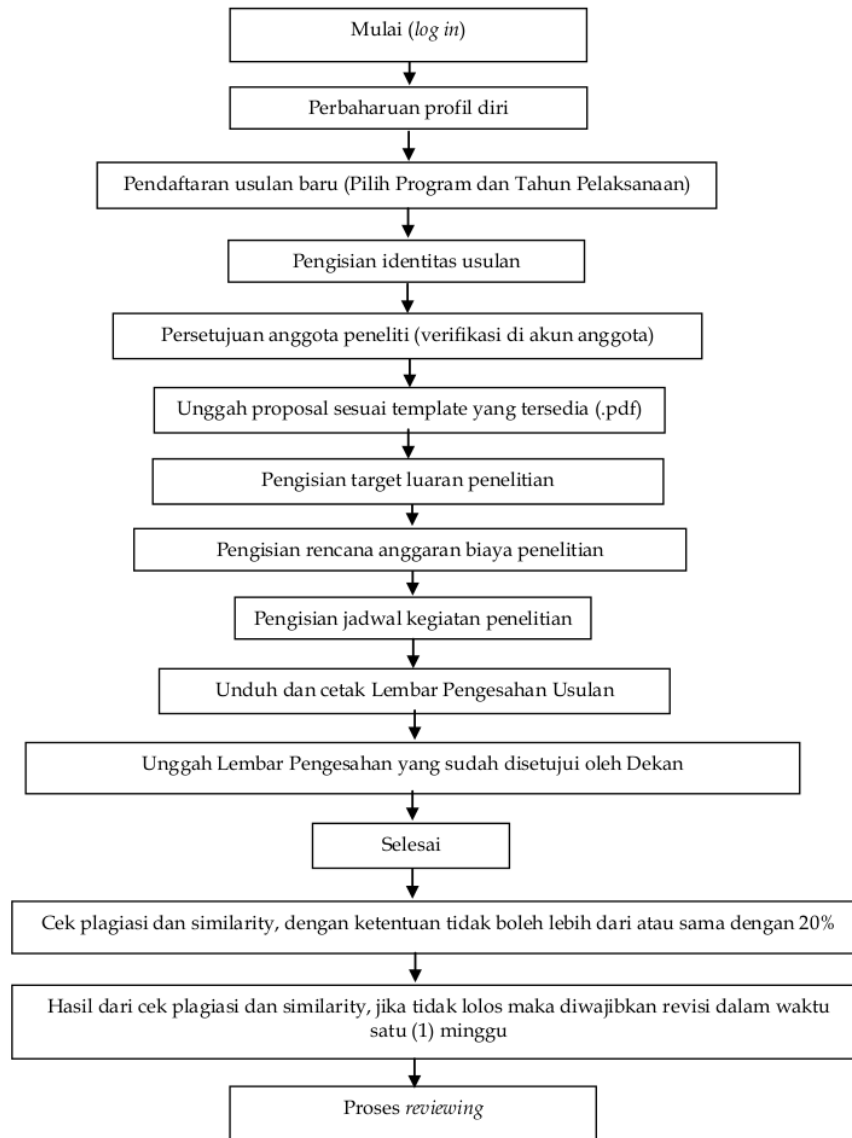 Mulai (log in)
Perbaharuan profil diri
Pendaftaran usulan baru (Pilih Program dan Tahun Pelaksanaan)
Pengisian identitas usulan
Persetujuan anggota peneliti (verifikasi di akun anggota)
Unggah proposal sesuai template yang tersedia (.pdf)
Pengisian target luaran penelitian
Pengisian rencana anggaran biaya penelitian
Pengisian jadwal kegiatan penelitian
Unduh dan cetak Lembar Pengesahan Usulan
Unggah Lembar Pengesahan yang sudah disetujui oleh Dekan
Selesai
Cek plagiasi dan similarity, dengan ketentuan tidak boleh lebih dari atau sama dengan 20%
Hasil dari cek plagiasi dan similarity, jika tidak lolos maka diwajibkan revisi dalam waktu
satu (1) minggu
Proses reviewing